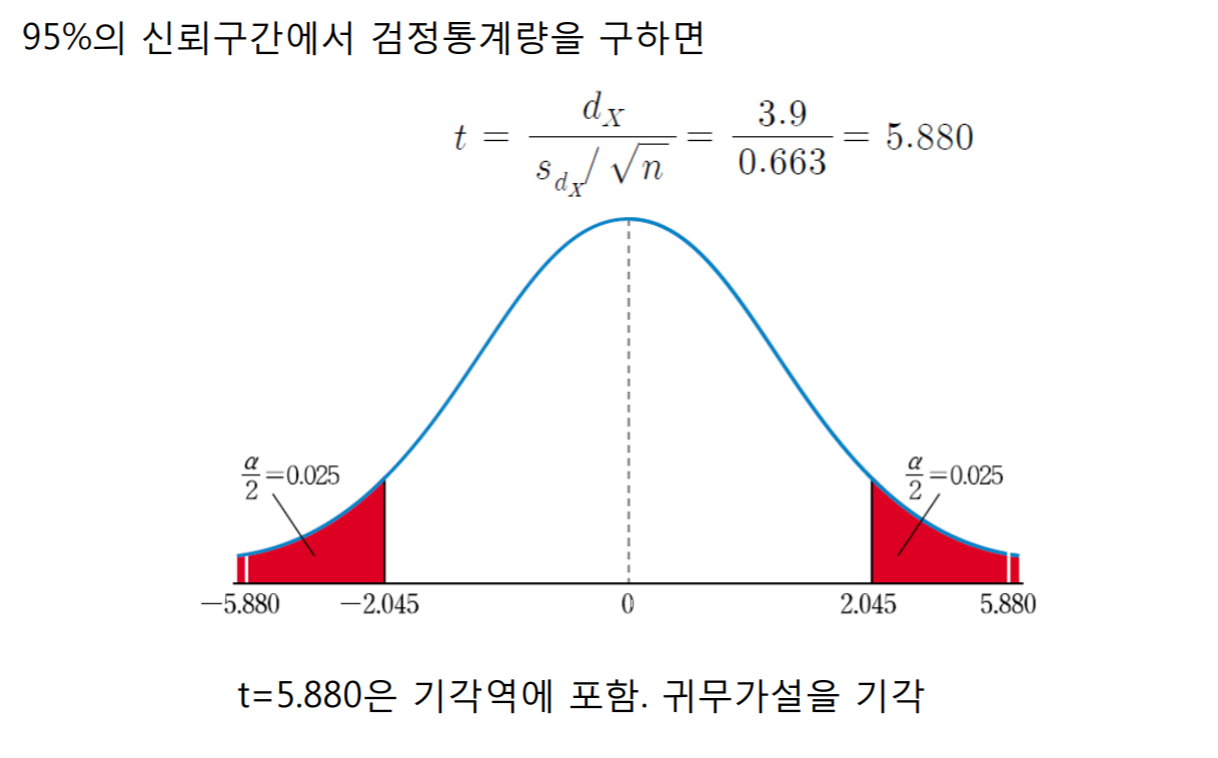 95%의 신뢰구간에서 검정통계량을 구하면
t = d_X / (s_{d_X} / √n) = 3.9 / 0.663 = 5.880
α/2=0.025 α/2=0.025
−5.880 −2.045 0 2.045 5.880
t=5.880은 기각역에 포함. 귀무가설을 기각